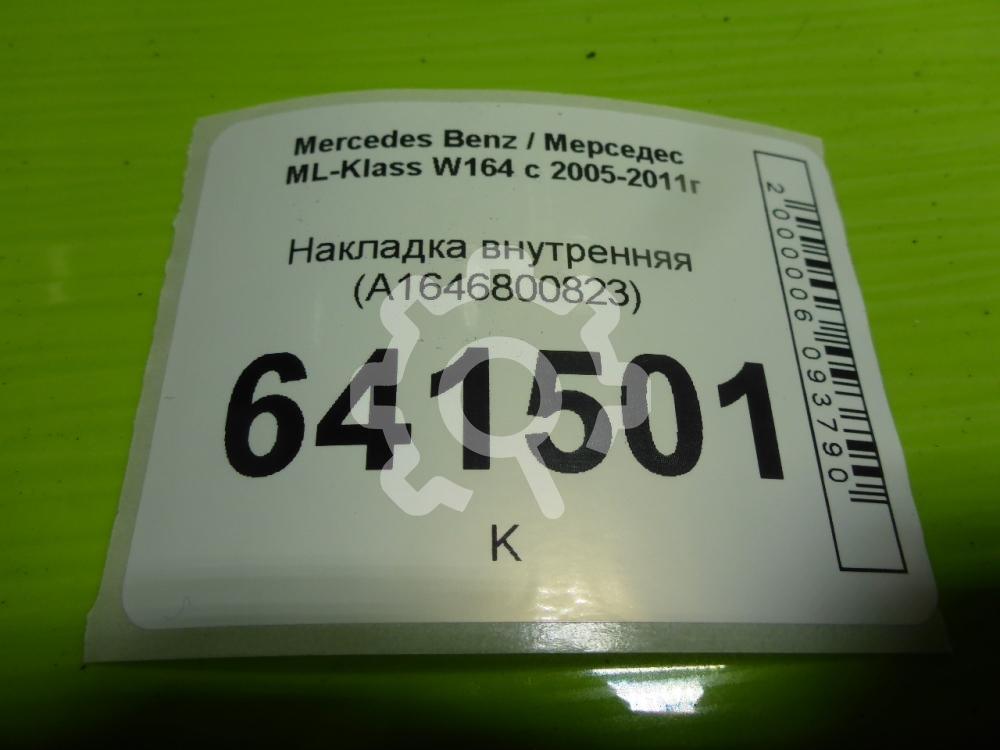 Mercedes Benz / Мерседес
ML-Klass W164 с 2005-2011г
Накладка внутренняя
(A1646800823)
641501
К
2000006093790